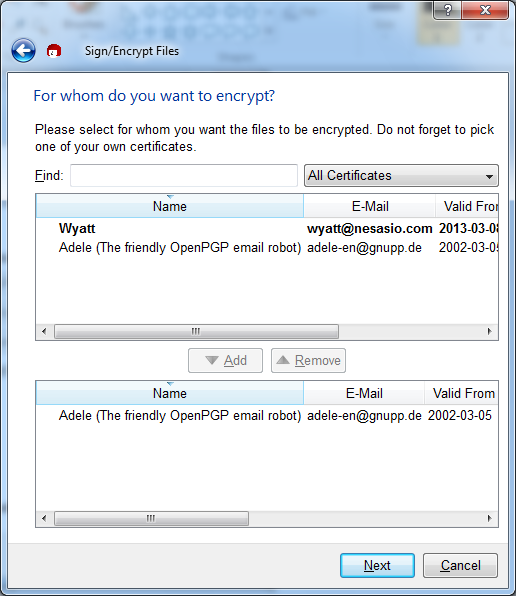 Sign/Encrypt Files
For whom do you want to encrypt?
Please select for whom you want the files to be encrypted. Do not forget to pick
one of your own certificates.
Find: All Certificates
Name E-Mail Valid From
Wyatt wyatt@nesasio.com 2013-03-08
Adele (The friendly OpenPGP email robot) adele-en@gnupp.de 2002-03-05
Add Remove
Name E-Mail Valid From
Adele (The friendly OpenPGP email robot) adele-en@gnupp.de 2002-03-05
Next Cancel